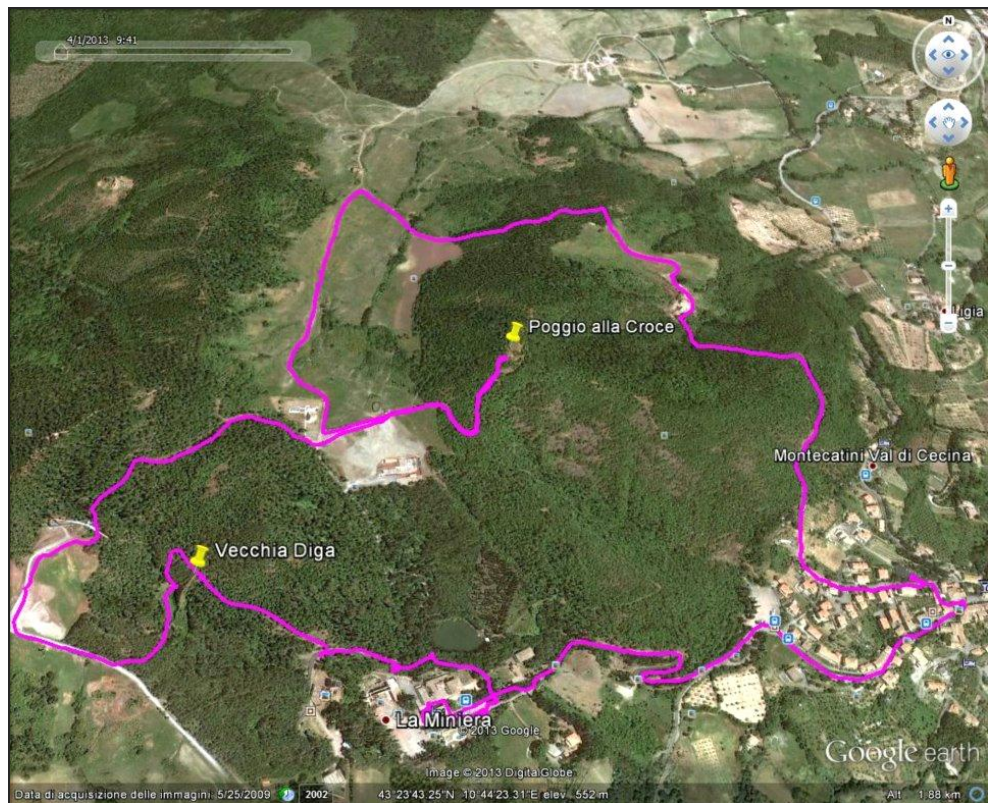 4/1/2013 9:41
N
Ligia
Poggio alla Croce
Montecatini Val di Cecina
Vecchia Diga
La Miniera
© 2013 Google
Image © 2013 DigitalGlobe
Google earth
Data di acquisizione delle immagini: 5/25/2009 2002 43°23'43.25"N 10°44'23.31"E elev 552 m Alt 1.88 km